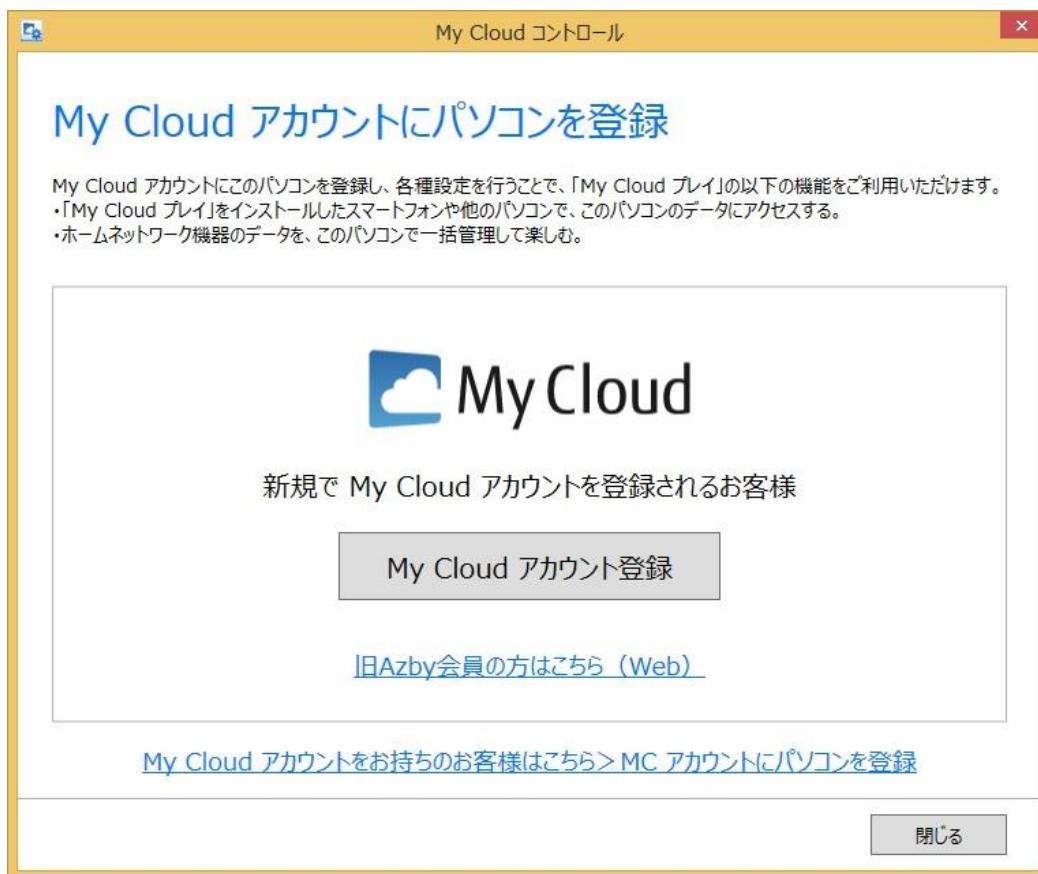 My Cloud コントロール
My Cloud アカウントにパソコンを登録
My Cloud アカウントにこのパソコンを登録し、各種設定を行うことで、「My Cloud プレイ」の以下の機能をご利用いただけます。
・「My Cloud プレイ」をインストールしたスマートフォンや他のパソコンで、このパソコンのデータにアクセスする。
・ホームネットワーク機器のデータを、このパソコンで一括管理して楽しむ。
My Cloud
新規で My Cloud アカウントを登録されるお客様
My Cloud アカウント登録
旧Azby会員の方はこちら（Web）
My Cloud アカウントをお持ちのお客様はこちら＞MC アカウントにパソコンを登録
閉じる